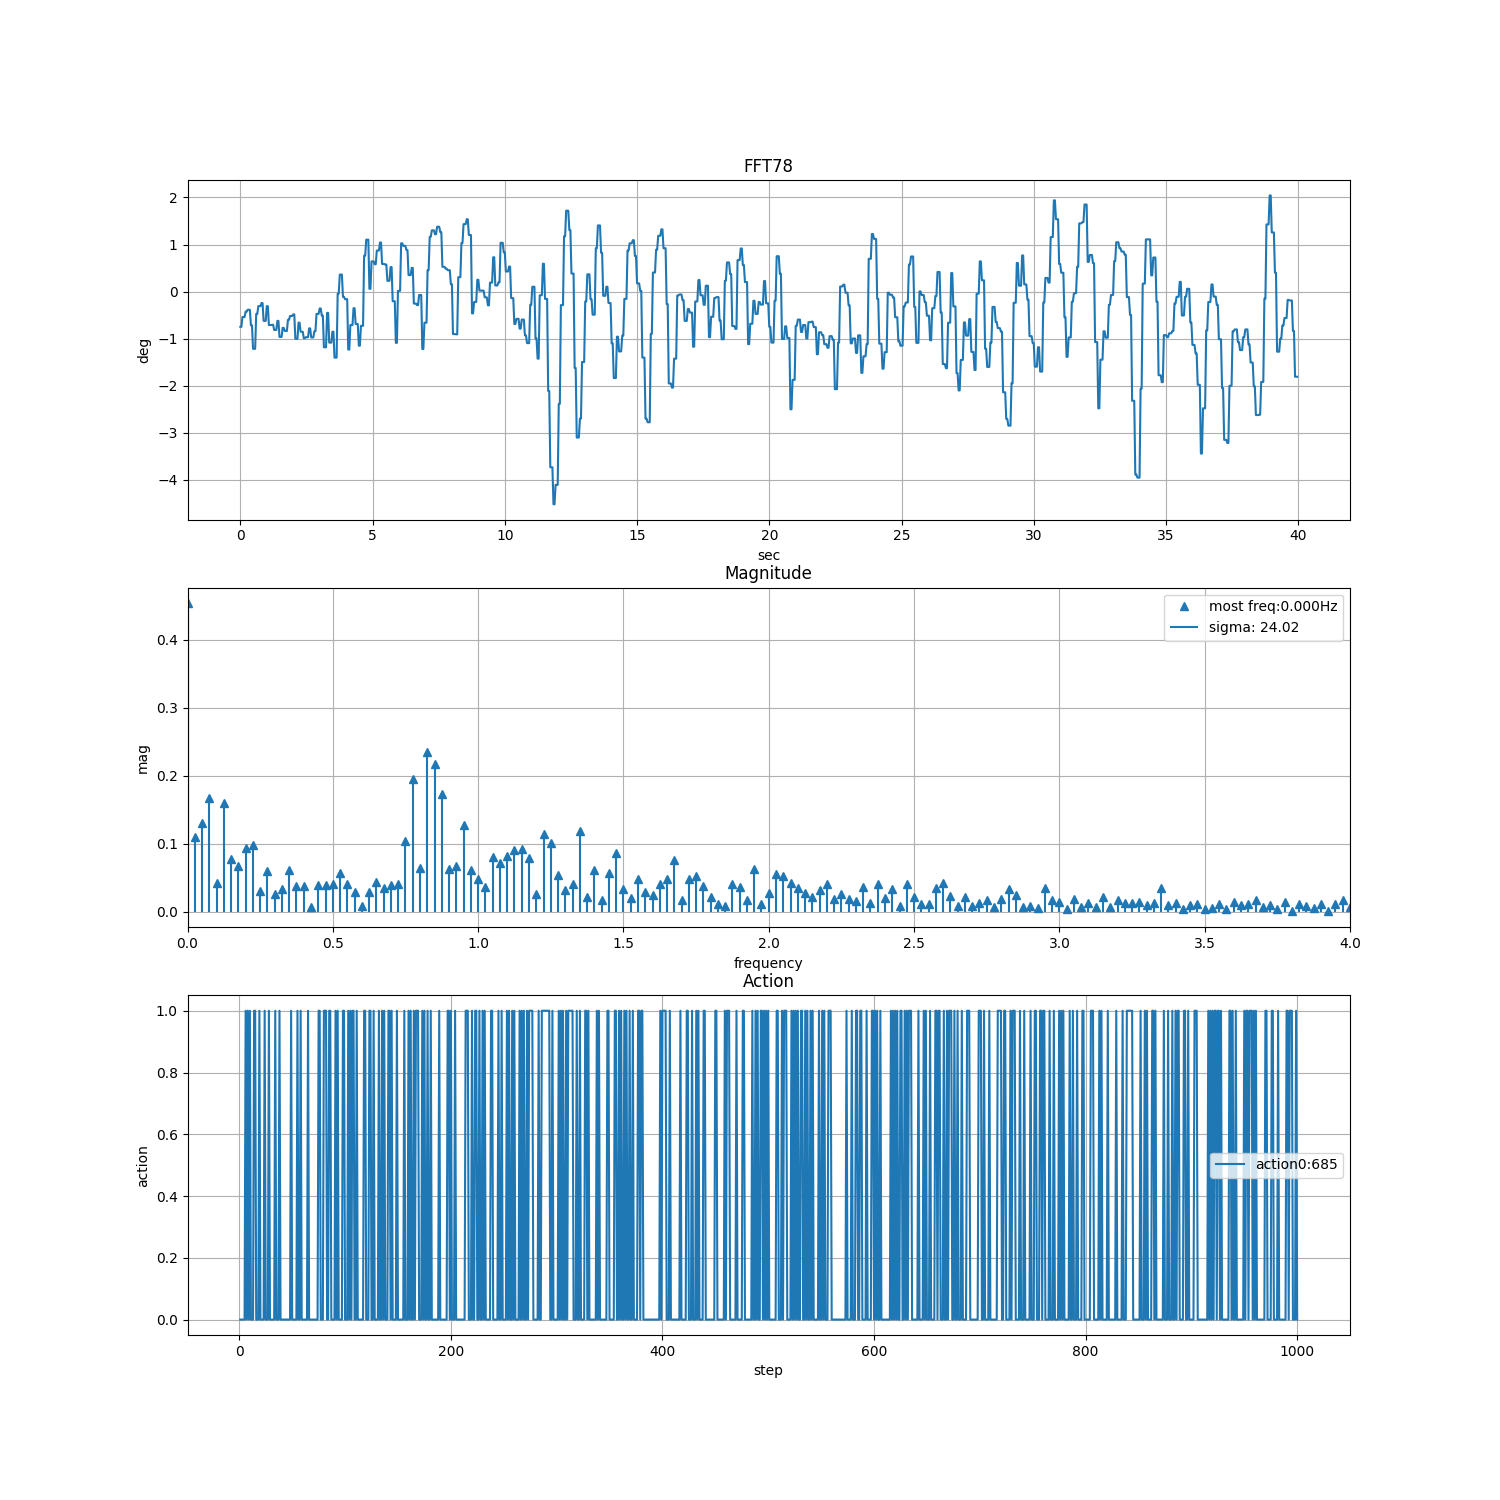 FFT78
2
1
0
−1
−2
−3
−4
deg
0 5 10 15 20 25 30 35 40
sec
Magnitude
most freq:0.000Hz
sigma: 24.02
0.4
0.3
0.2
0.1
0.0
mag
0.0 0.5 1.0 1.5 2.0 2.5 3.0 3.5 4.0
frequency
Action
1.0
0.8
0.6
0.4
0.2
0.0
action
action0:685
0 200 400 600 800 1000
step